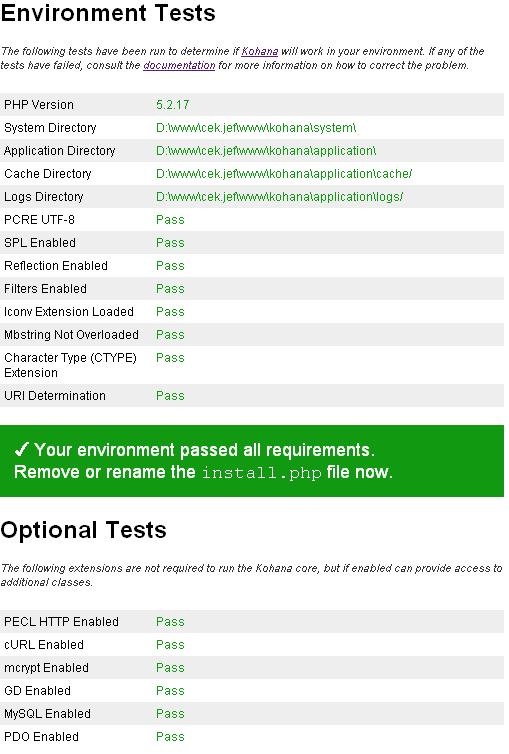 Environment Tests
The following tests have been run to determine if Kohana will work in your environment. If any of the
tests have failed, consult the documentation for more information on how to correct the problem.
PHP Version 5.2.17
System Directory D:\www\cek.jef\www\kohana\system\
Application Directory D:\www\cek.jef\www\kohana\application\
Cache Directory D:\www\cek.jef\www\kohana\application\cache/
Logs Directory D:\www\cek.jef\www\kohana\application\logs/
PCRE UTF-8 Pass
SPL Enabled Pass
Reflection Enabled Pass
Filters Enabled Pass
Iconv Extension Loaded Pass
Mbstring Not Overloaded Pass
Character Type (CTYPE) Pass
Extension
URI Determination Pass
✓ Your environment passed all requirements.
Remove or rename the install.php file now.
Optional Tests
The following extensions are not required to run the Kohana core, but if enabled can provide access to
additional classes.
PECL HTTP Enabled Pass
cURL Enabled Pass
mcrypt Enabled Pass
GD Enabled Pass
MySQL Enabled Pass
PDO Enabled Pass